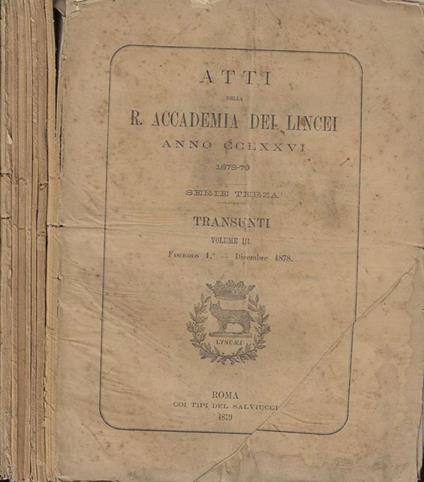 ATTI
DELLA
R. ACCADEMIA DEI LINCEI
ANNO CCLXXVI
1878-79
SERIE TERZA
TRANSUNTI
VOLUME III
Fascicolo 1.° — Dicembre 1878.
LYNCEI
ROMA
COI TIPI DEL SALVIUCCI
1879